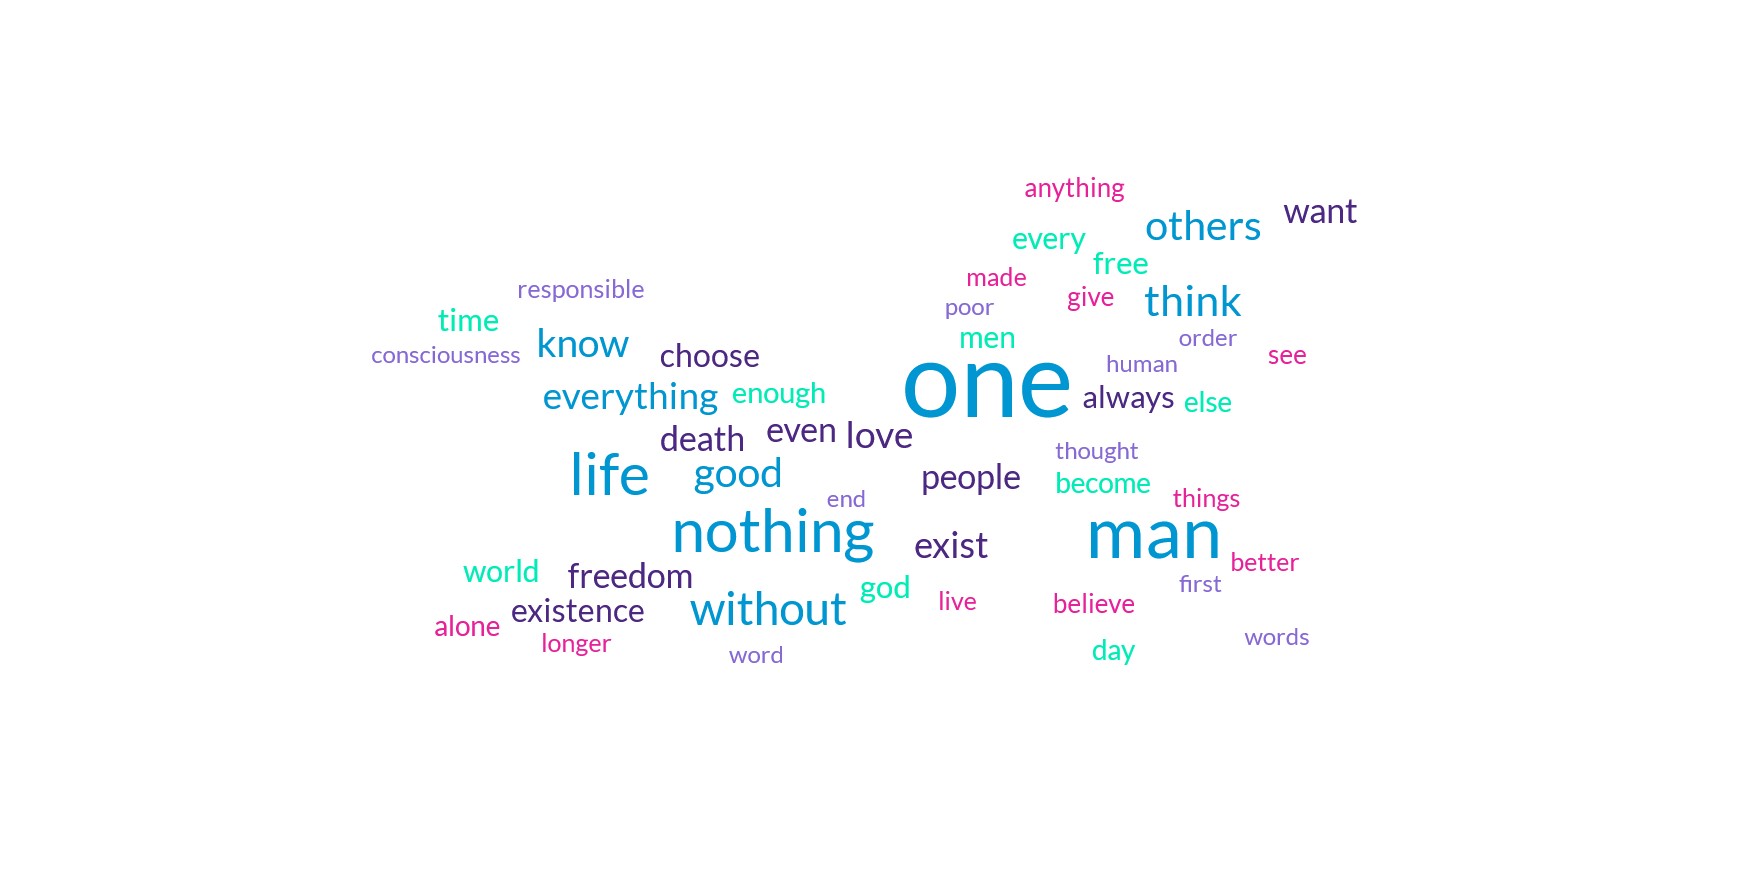 anything
want
others
every
free
made
responsible
give
think
poor
time
men
order
know
consciousness
choose
see
human
one
everything
enough
always
else
even
love
death
thought
life
good
people
become
end
things
nothing
man
exist
better
world
freedom
first
god
live
believe
without
existence
alone
words
longer
day
word